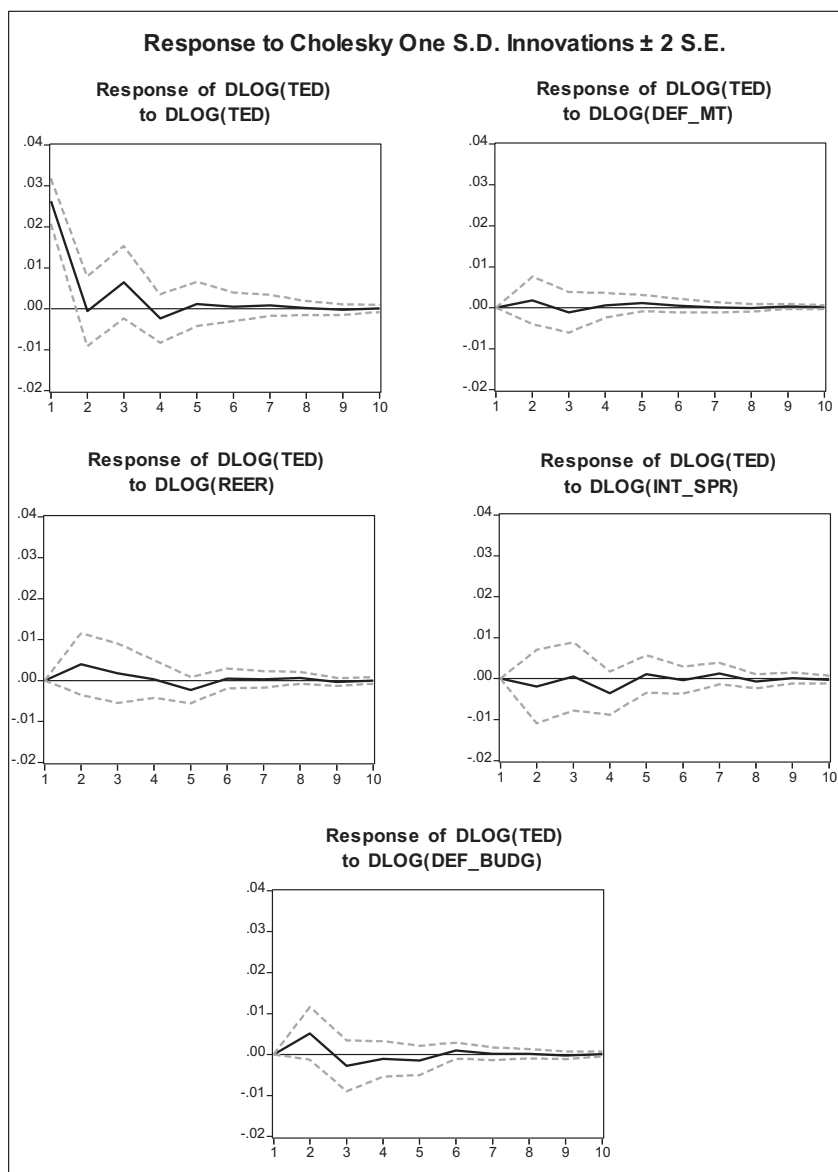 Response to Cholesky One S.D. Innovations ± 2 S.E.
Response of DLOG(TED)
to DLOG(TED)
.04
.03
.02
.01
.00
-.01
-.02
1 2 3 4 5 6 7 8 9 10
Response of DLOG(TED)
to DLOG(DEF_MT)
.04
.03
.02
.01
.00
-.01
-.02
1 2 3 4 5 6 7 8 9 10
Response of DLOG(TED)
to DLOG(REER)
.04
.03
.02
.01
.00
-.01
-.02
1 2 3 4 5 6 7 8 9 10
Response of DLOG(TED)
to DLOG(INT_SPR)
.04
.03
.02
.01
.00
-.01
-.02
1 2 3 4 5 6 7 8 9 10
Response of DLOG(TED)
to DLOG(DEF_BUDG)
.04
.03
.02
.01
.00
-.01
-.02
1 2 3 4 5 6 7 8 9 10